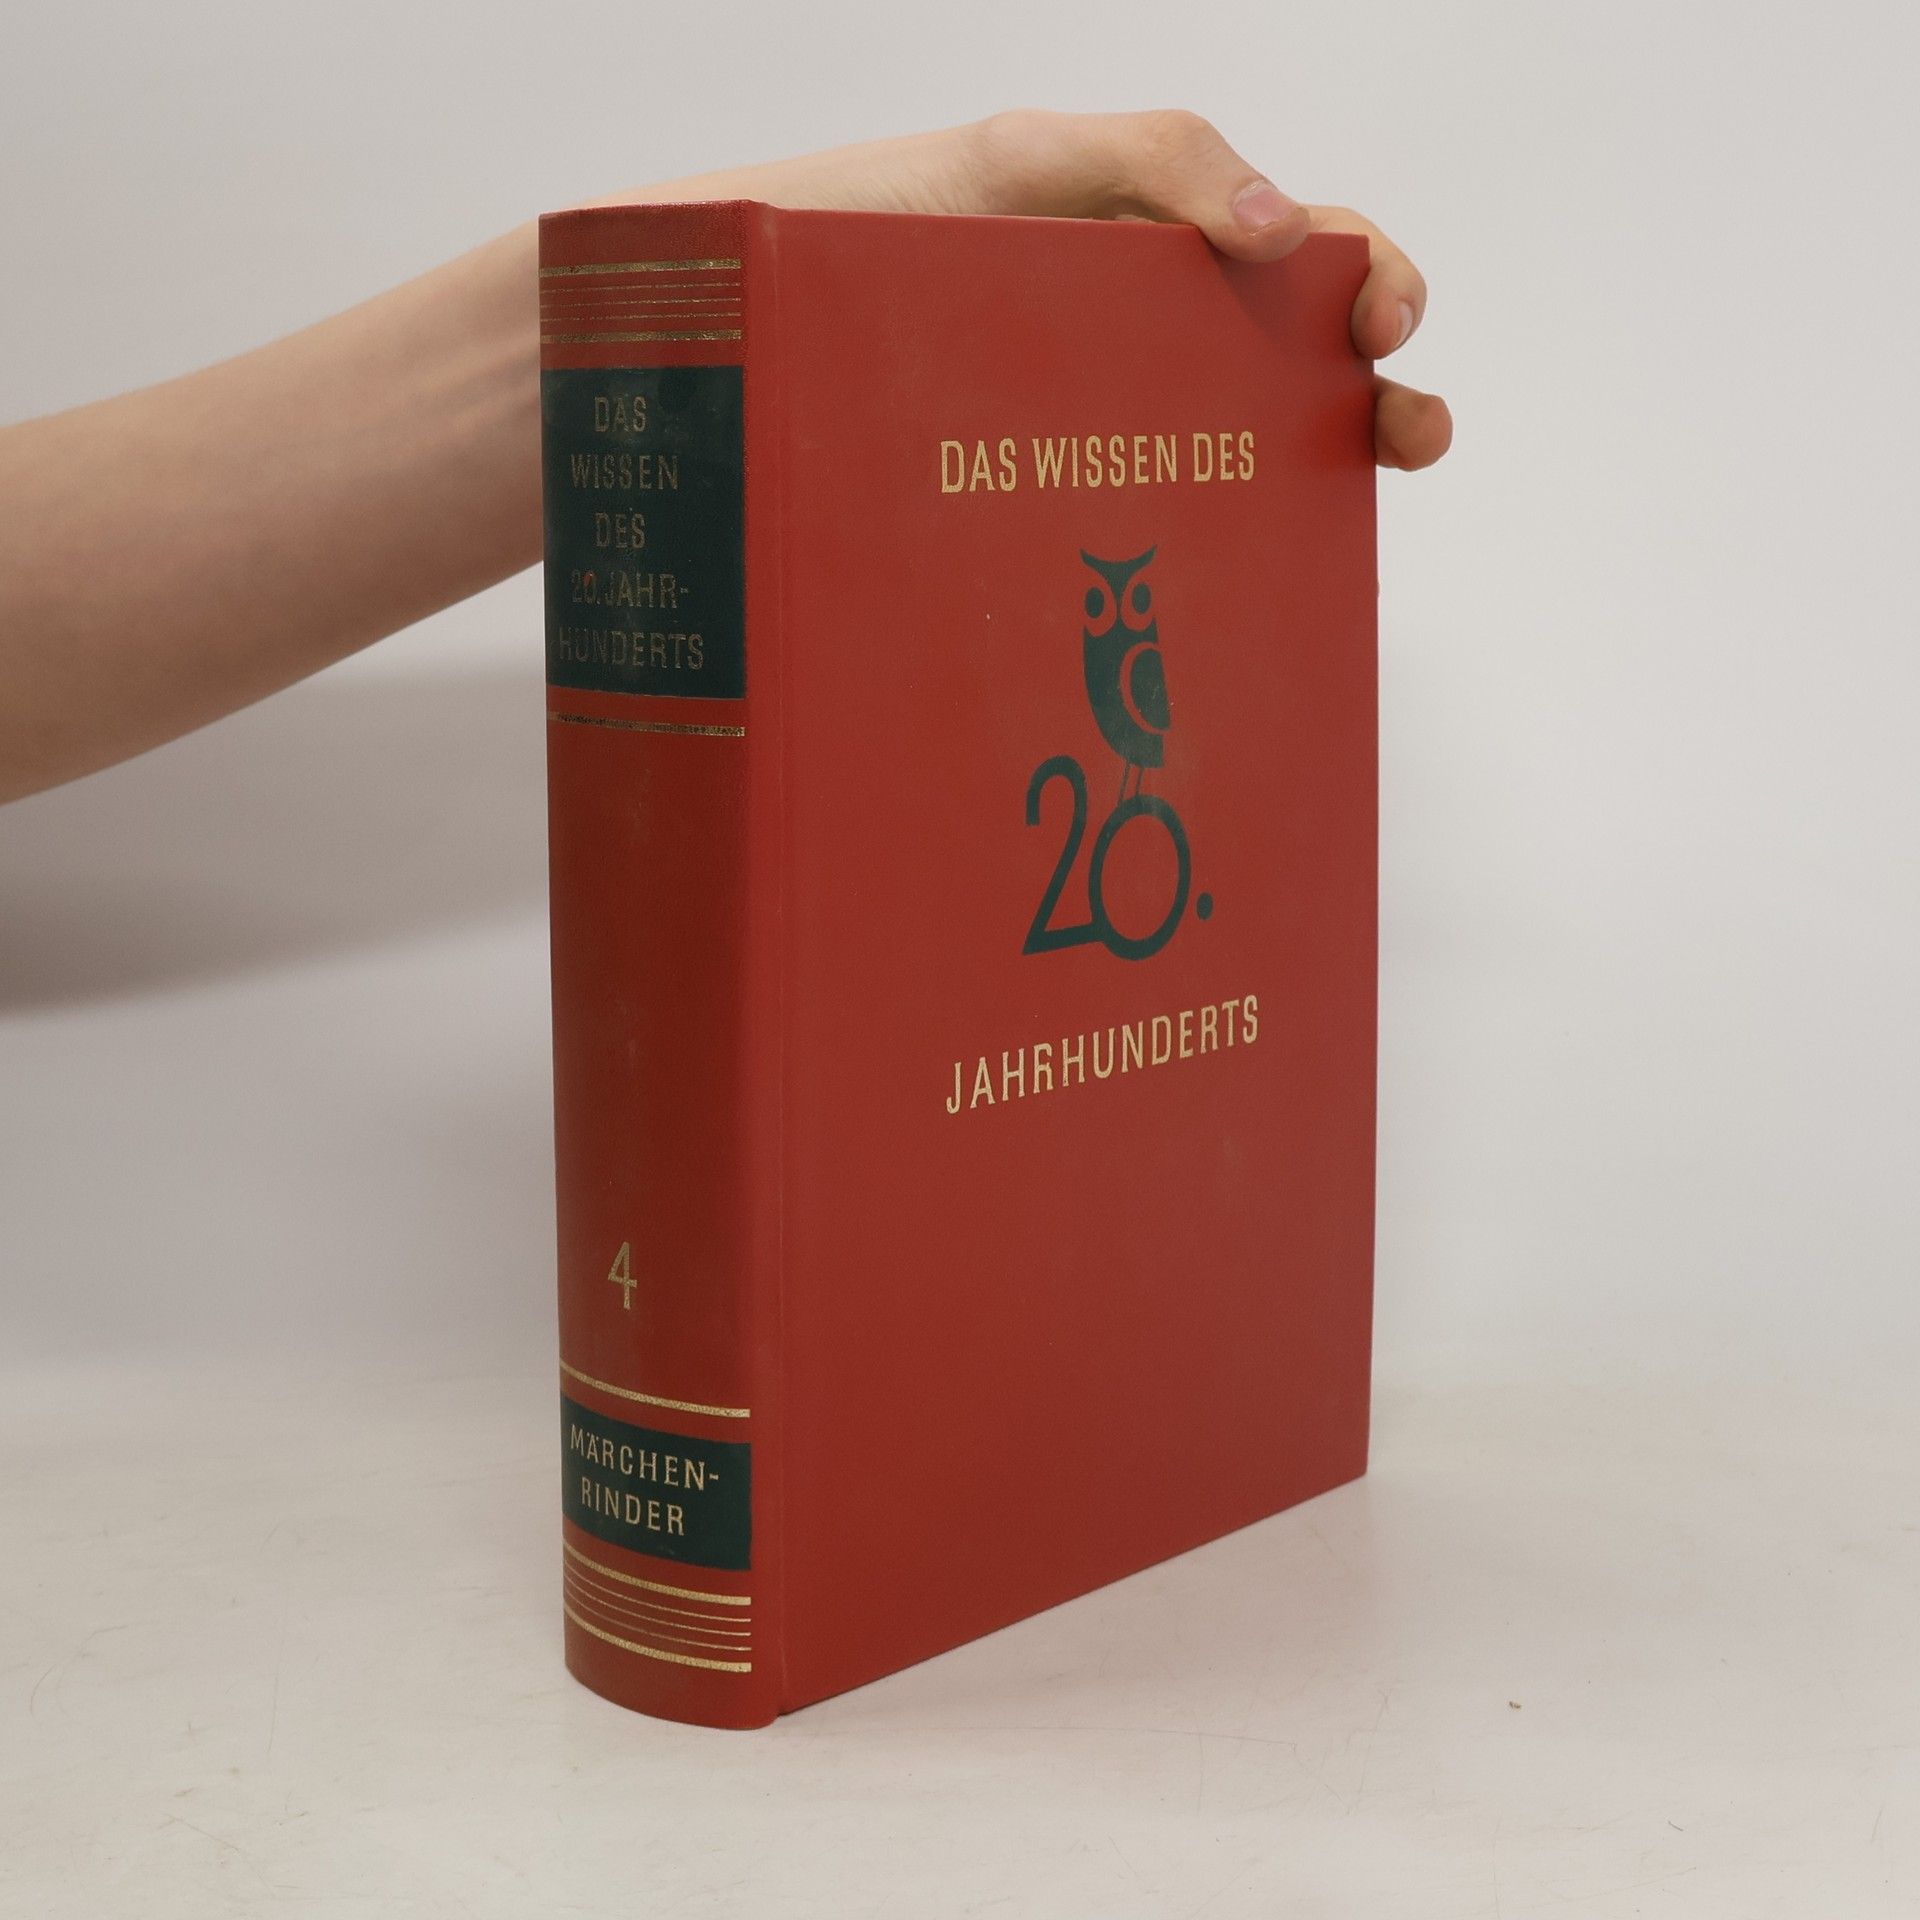 DAS
WISSEN
DES
20. JAHR-
HUNDERTS
4
MÄRCHEN-
RINDER
DAS WISSEN DES
20.
JAHRHUNDERTS